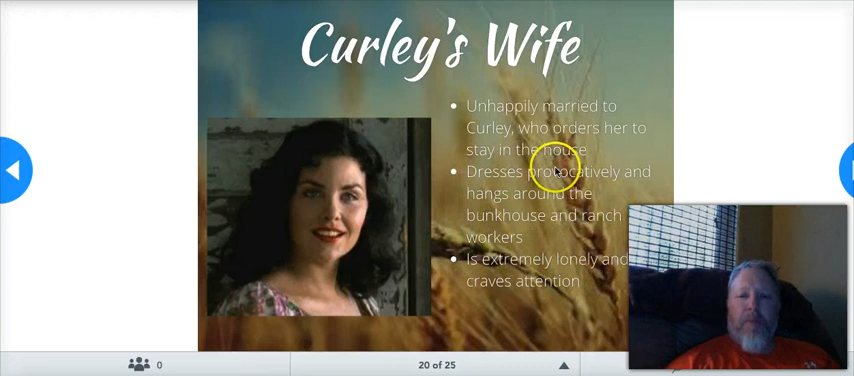 Curley's Wife
• Unhappily married to
Curley, who orders her to
stay in the house
• Dresses provocatively and
hangs around the
bunkhouse and ranch
workers
• Is extremely lonely and
craves attention
0
20 of 25